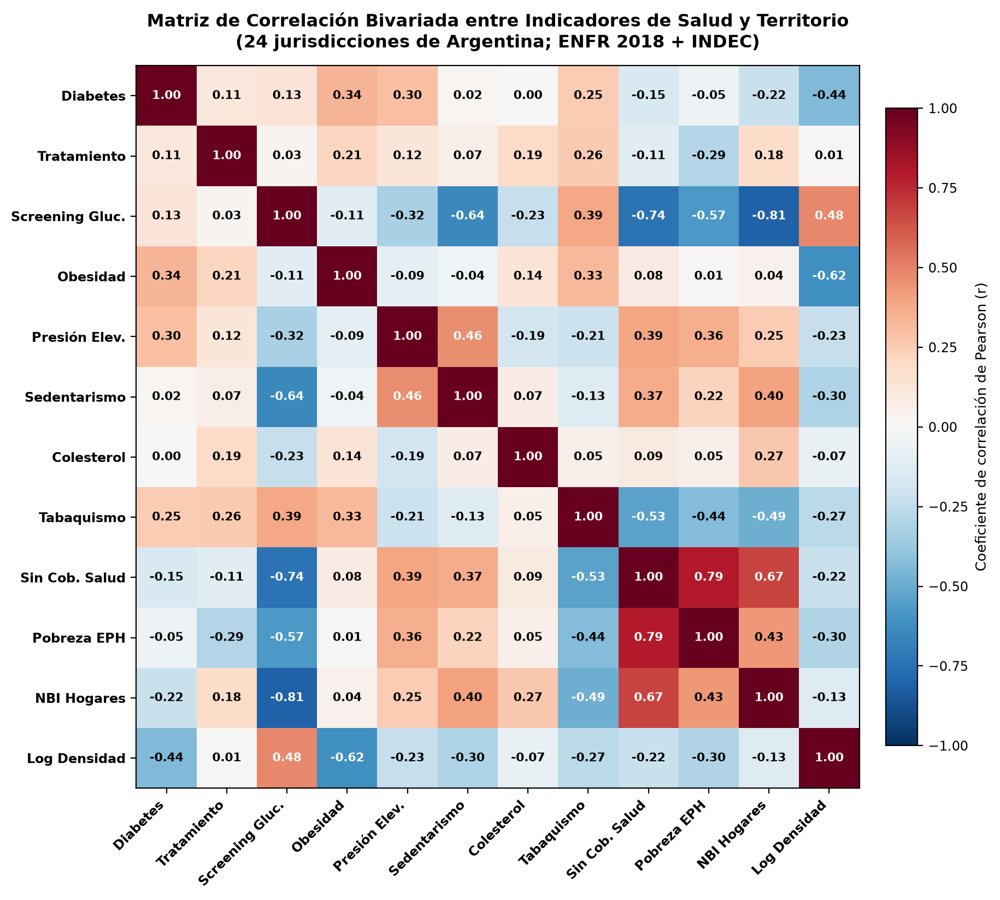 Matriz de Correlación Bivariada entre Indicadores de Salud y Territorio
(24 jurisdicciones de Argentina; ENFR 2018 + INDEC)
Diabetes 1.00 0.11 0.13 0.34 0.30 0.02 0.00 0.25 -0.15 -0.05 -0.22 -0.44
Tratamiento 0.11 1.00 0.03 0.21 0.12 0.07 0.19 0.26 -0.11 -0.29 0.18 0.01
Screening Gluc. 0.13 0.03 1.00 -0.11 -0.32 -0.64 -0.23 0.39 -0.74 -0.57 -0.81 0.48
Obesidad 0.34 0.21 -0.11 1.00 -0.09 -0.04 0.14 0.33 0.08 0.01 0.04 -0.62
Presión Elev. 0.30 0.12 -0.32 -0.09 1.00 0.46 -0.19 -0.21 0.39 0.36 0.25 -0.23
Sedentarismo 0.02 0.07 -0.64 -0.04 0.46 1.00 0.07 -0.13 0.37 0.22 0.40 -0.30
Colesterol 0.00 0.19 -0.23 0.14 -0.19 0.07 1.00 0.05 0.09 0.05 0.27 -0.07
Tabaquismo 0.25 0.26 0.39 0.33 -0.21 -0.13 0.05 1.00 -0.53 -0.44 -0.49 -0.27
Sin Cob. Salud -0.15 -0.11 -0.74 0.08 0.39 0.37 0.09 -0.53 1.00 0.79 0.67 -0.22
Pobreza EPH -0.05 -0.29 -0.57 0.01 0.36 0.22 0.05 -0.44 0.79 1.00 0.43 -0.30
NBI Hogares -0.22 0.18 -0.81 0.04 0.25 0.40 0.27 -0.49 0.67 0.43 1.00 -0.13
Log Densidad -0.44 0.01 0.48 -0.62 -0.23 -0.30 -0.07 -0.27 -0.22 -0.30 -0.13 1.00
Diabetes
Tratamiento
Screening Gluc.
Obesidad
Presión Elev.
Sedentarismo
Colesterol
Tabaquismo
Sin Cob. Salud
Pobreza EPH
NBI Hogares
Log Densidad
1.00
0.75
0.50
0.25
0.00
−0.25
−0.50
−0.75
−1.00
Coeficiente de correlación de Pearson (r)